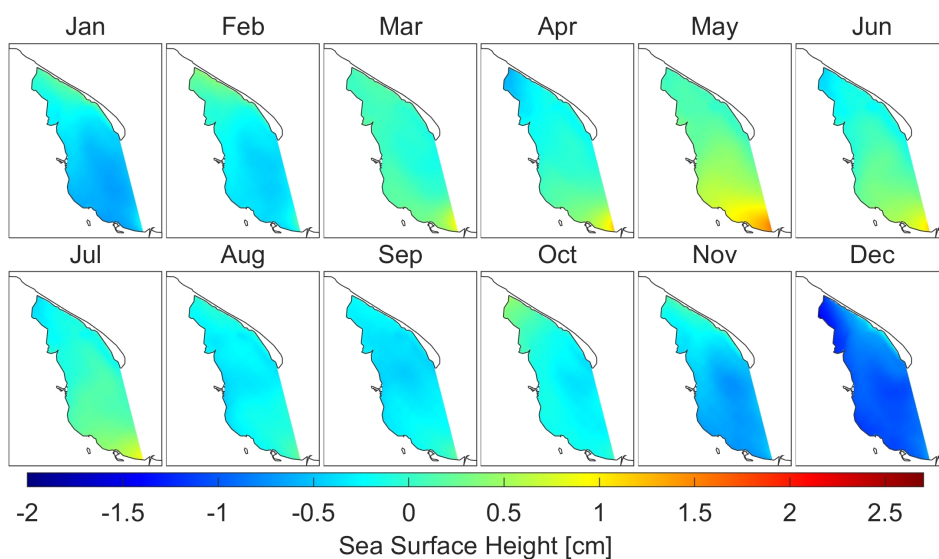 Jan Feb Mar Apr May Jun
Jul Aug Sep Oct Nov Dec
-2 -1.5 -1 -0.5 0 0.5 1 1.5 2 2.5
Sea Surface Height [cm]